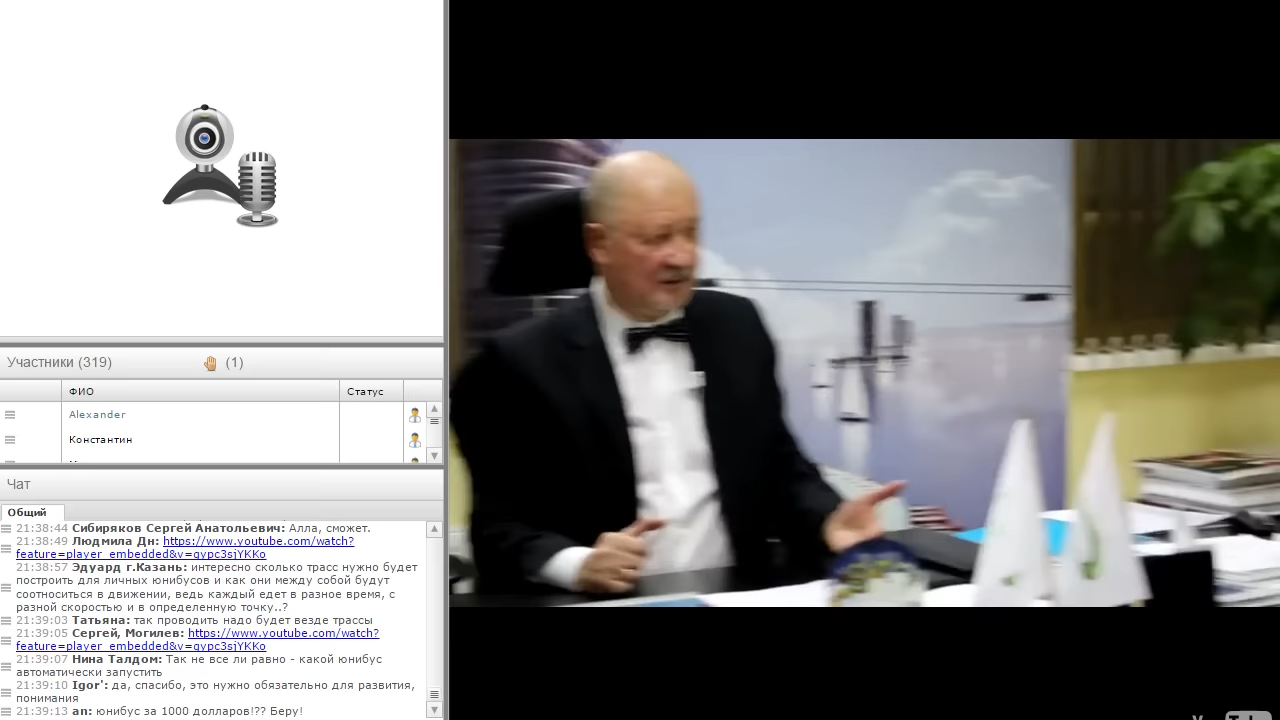 Участники (319)
(1)
ФИО
Статус
Alexander
Константин
Чат
Общий
21:38:44 Сибиряков Сергей Анатольевич: Алла, сможет.
21:38:49 Людмила Дн: https://www.youtube.com/watch?
feature=player_embedded&v=qvpc3sjYKKo
21:38:57 Эдуард г.Казань: интересно сколько трасс нужно будет
построить для личных юнибусов и как они между собой будут
соотноситься в движении, ведь каждый едет в разное время, с
разной скоростью и в определенную точку..?
21:39:03 Татьяна: так проводить надо будет везде трассы
21:39:05 Сергей, Могилев: https://www.youtube.com/watch?
feature=player_embedded&v=qvpc3sjYKKo
21:39:07 Нина Талдом: Так не все ли равно - какой юнибус
автоматически запустить
21:39:10 Igor': да, спасибо, это нужно обязательно для развития,
понимания
21:39:13 an: юнибус за 1000 долларов!?? Беру!